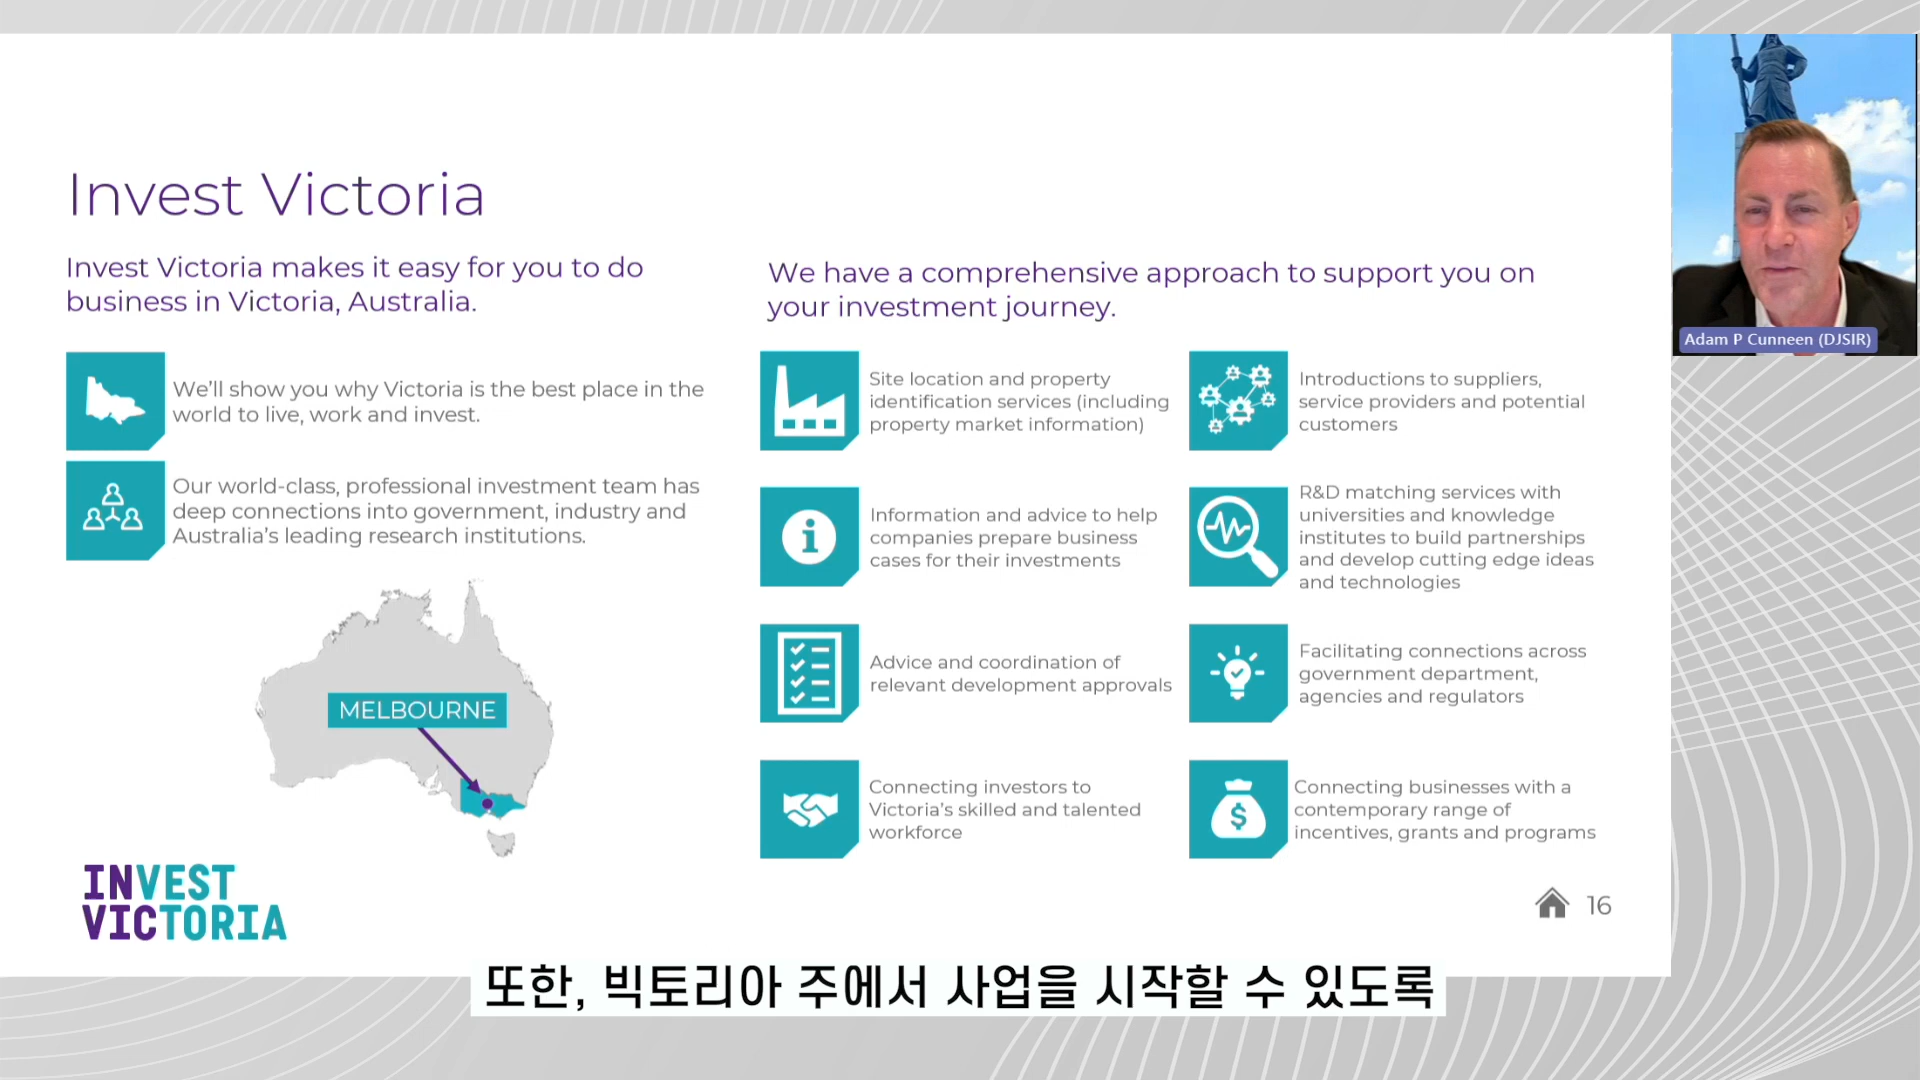 Invest Victoria
Invest Victoria makes it easy for you to do
business in Victoria, Australia.
We'll show you why Victoria is the best place in the
world to live, work and invest.
Our world-class, professional investment team has
deep connections into government, industry and
Australia's leading research institutions.
MELBOURNE
INVEST
VICTORIA
We have a comprehensive approach to support you on
your investment journey.
Site location and property
identification services (including
property market information)
Introductions to suppliers,
service providers and potential
customers
Information and advice to help
companies prepare business
cases for their investments
R&D matching services with
universities and knowledge
institutes to build partnerships
and develop cutting edge ideas
and technologies
Advice and coordination of
relevant development approvals
Facilitating connections across
government department,
agencies and regulators
Connecting investors to
Victoria's skilled and talented
workforce
Connecting businesses with a
contemporary range of
incentives, grants and programs
16
Adam P Cunneen (DJSIR)
또한, 빅토리아 주에서 사업을 시작할 수 있도록